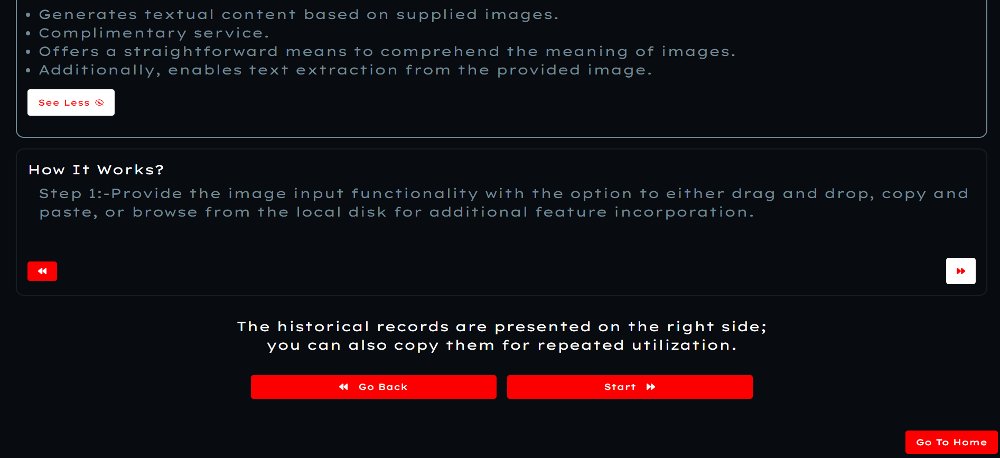 Generates textual content based on supplied images.
Complimentary service.
Offers a straightforward means to comprehend the meaning of images.
Additionally, enables text extraction from the provided image.
See Less
How It Works?
Step 1:-Provide the image input functionality with the option to either drag and drop, copy and
paste, or browse from the local disk for additional feature incorporation.
The historical records are presented on the right side;
you can also copy them for repeated utilization.
Go Back
Start
Go To Home